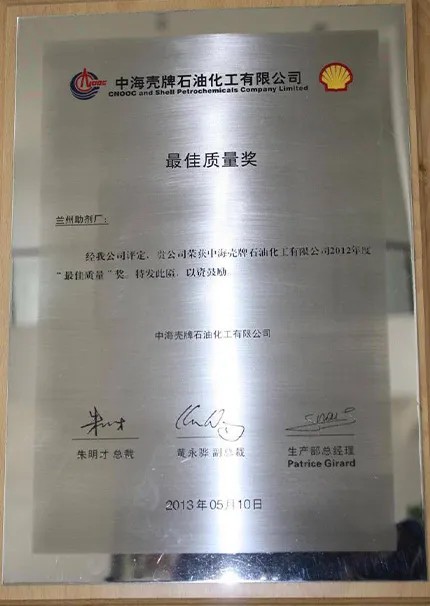 CNOOC
中海壳牌石油化工有限公司
CNOOC and Shell Petrochemicals Company Limited
最佳质量奖
兰州助剂厂：
经我公司评定，贵公司荣获中海壳牌石油化工有限公司2012年度
“最佳质量”奖。特发此匾，以资鼓励
中海壳牌石油化工有限公司
朱明才 总裁
黄永骅 副总裁
生产部总经理
Patrice Girard
2013年05月10日